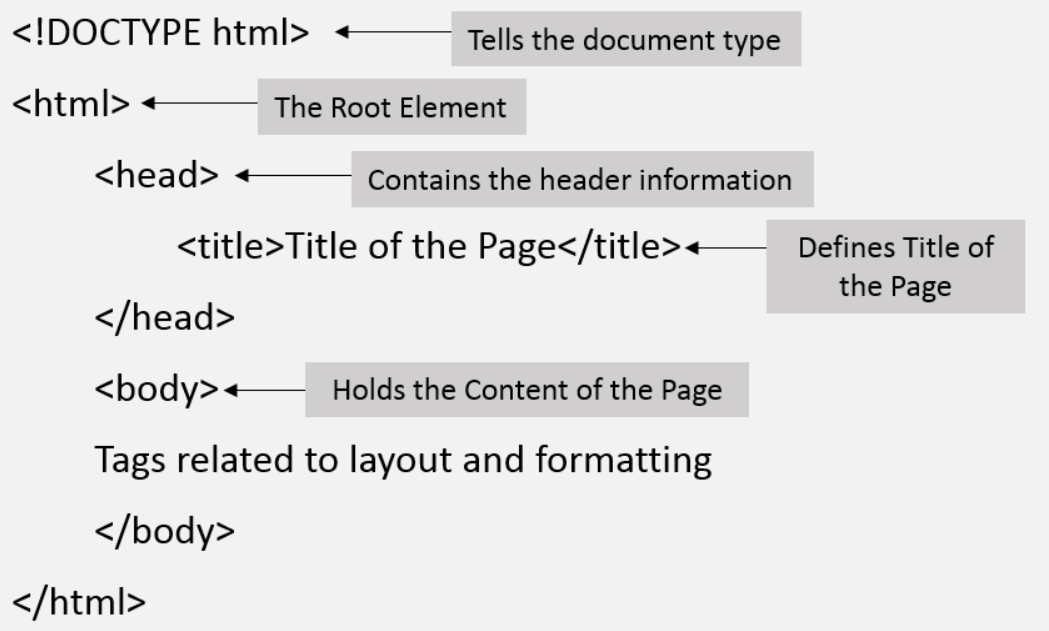 <!DOCTYPE html>
Tells the document type
<html>
The Root Element
<head>
Contains the header information
<title>Title of the Page</title>
Defines Title of
the Page
</head>
<body>
Holds the Content of the Page
Tags related to layout and formatting
</body>
</html>